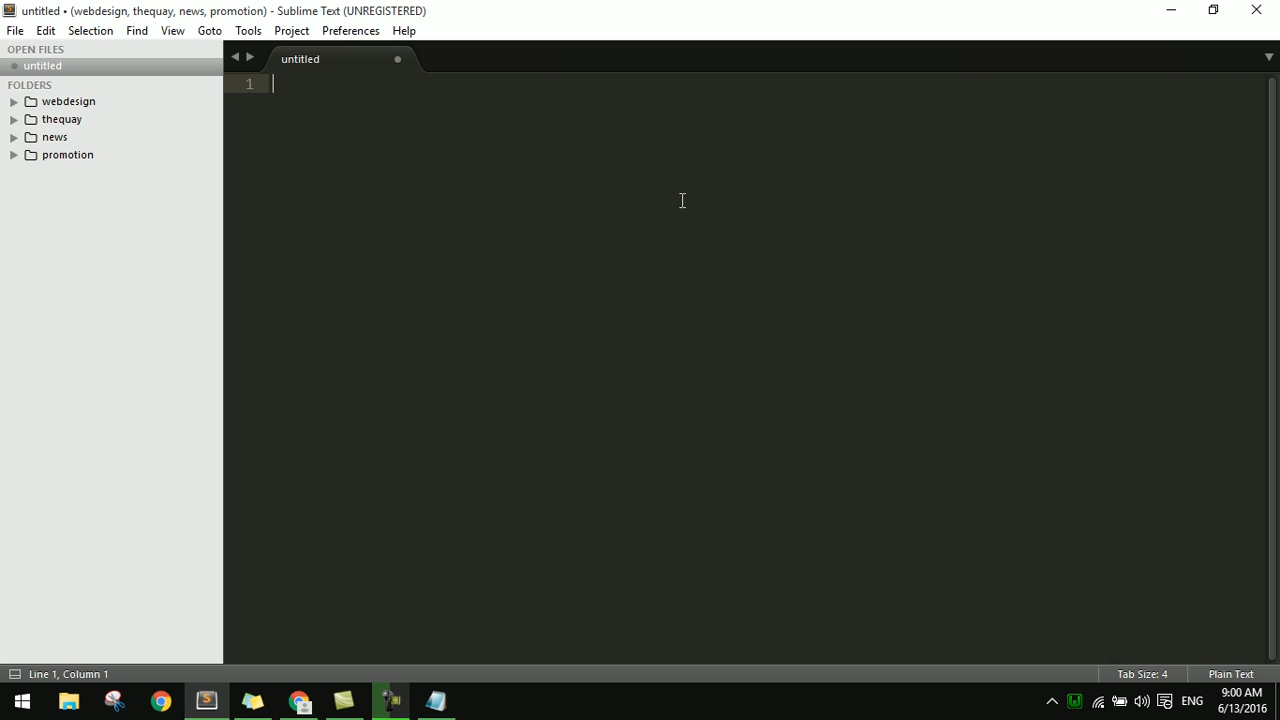 untitled • (webdesign, thequay, news, promotion) - Sublime Text (UNREGISTERED)
File Edit Selection Find View Goto Tools Project Preferences Help
OPEN FILES
untitled
FOLDERS
webdesign
thequay
news
promotion
untitled
1
Line 1, Column 1
Tab Size: 4
Plain Text
ENG
9:00 AM
6/13/2016